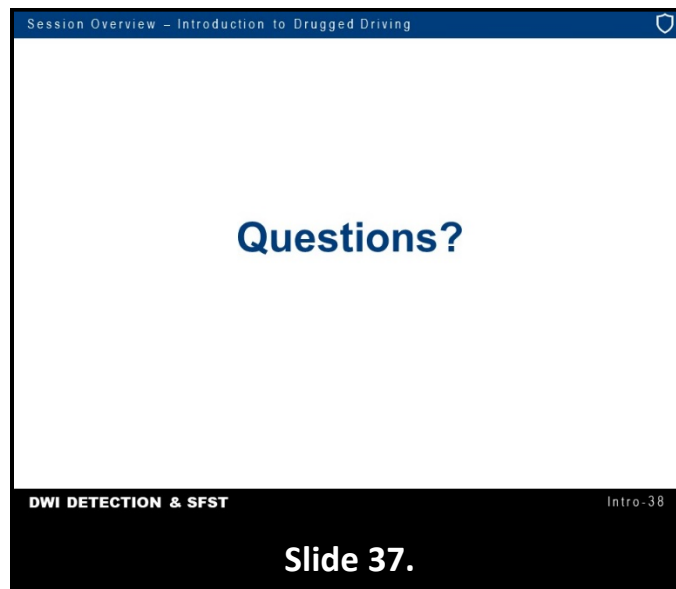 Session Overview – Introduction to Drugged Driving
Questions?
DWI DETECTION & SFST Intro-38
Slide 37.